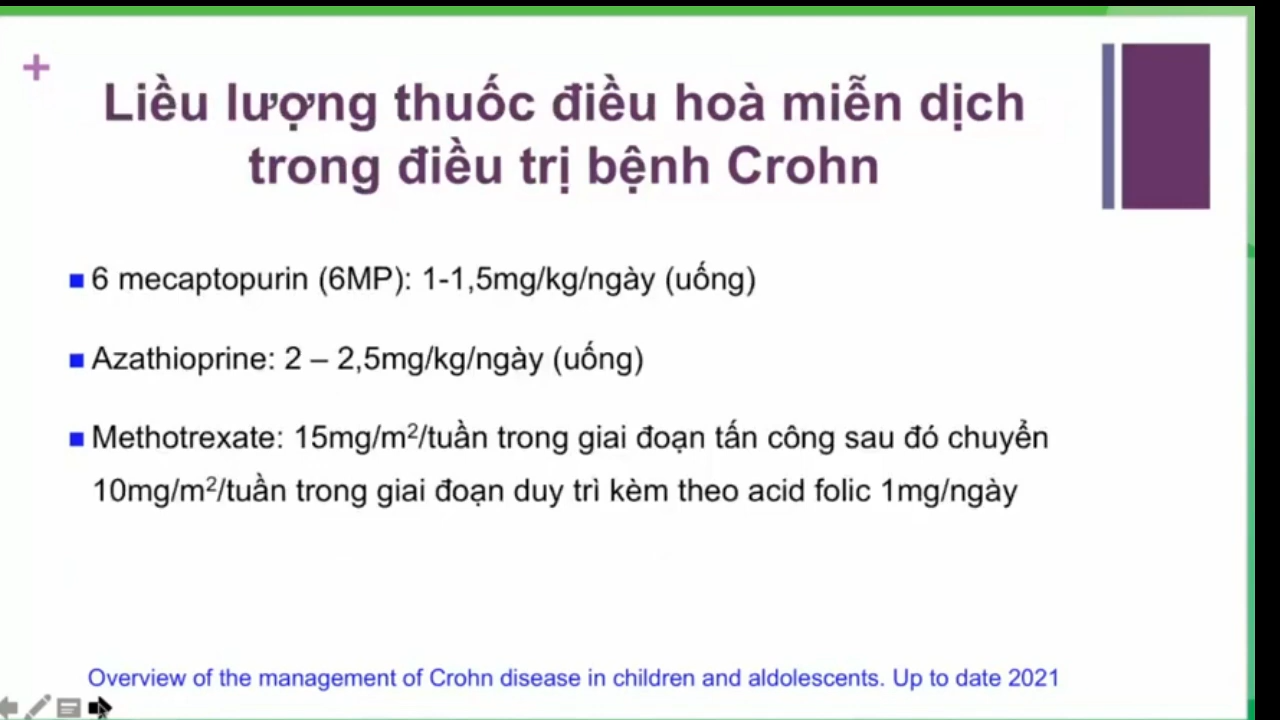 Liều lượng thuốc điều hoà miễn dịch
trong điều trị bệnh Crohn
6 mecaptopurin (6MP): 1-1,5mg/kg/ngày (uống)
Azathioprine: 2 – 2,5mg/kg/ngày (uống)
Methotrexate: 15mg/m²/tuần trong giai đoạn tấn công sau đó chuyển
10mg/m²/tuần trong giai đoạn duy trì kèm theo acid folic 1mg/ngày
Overview of the management of Crohn disease in children and aldolescents. Up to date 2021